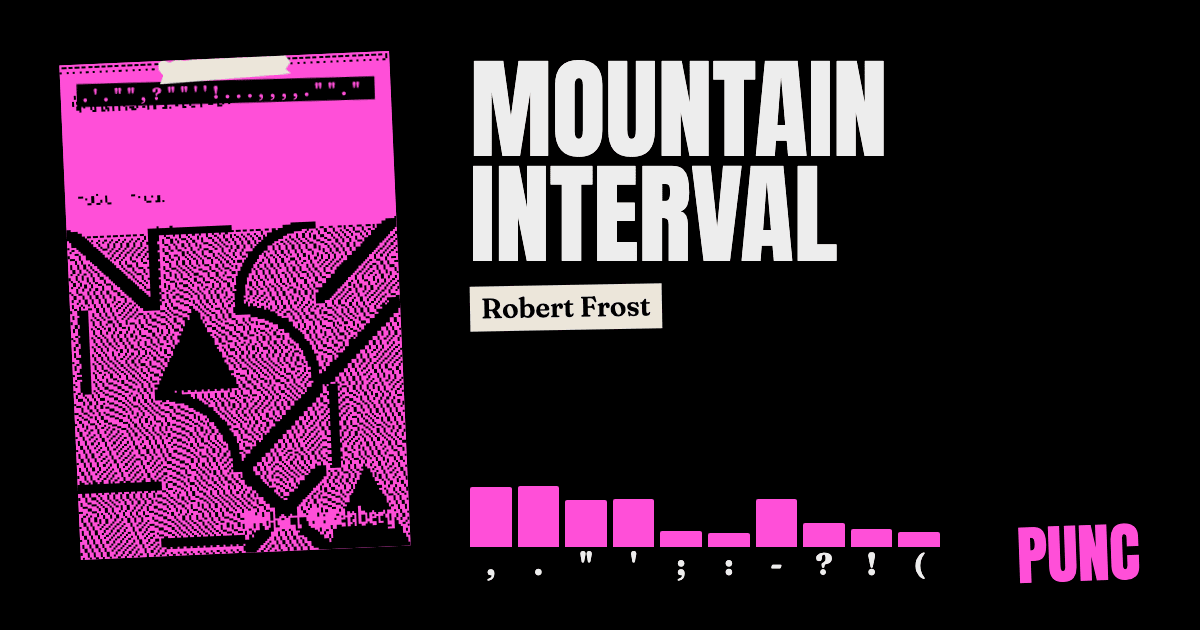 .'."",?""''!...,,,,.""."
MOUNTAIN
INTERVAL
Robert Frost
, . " ' ; : - ? ! (
PUNC